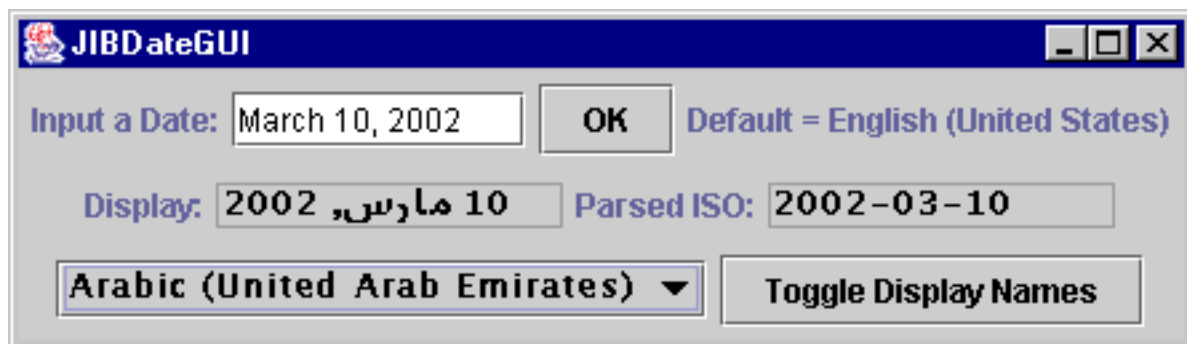 JIBDateGUI
Input a Date: March 10, 2002 OK Default = English (United States)
Display: 10 مارس, 2002 Parsed ISO: 2002-03-10
Arabic (United Arab Emirates) Toggle Display Names